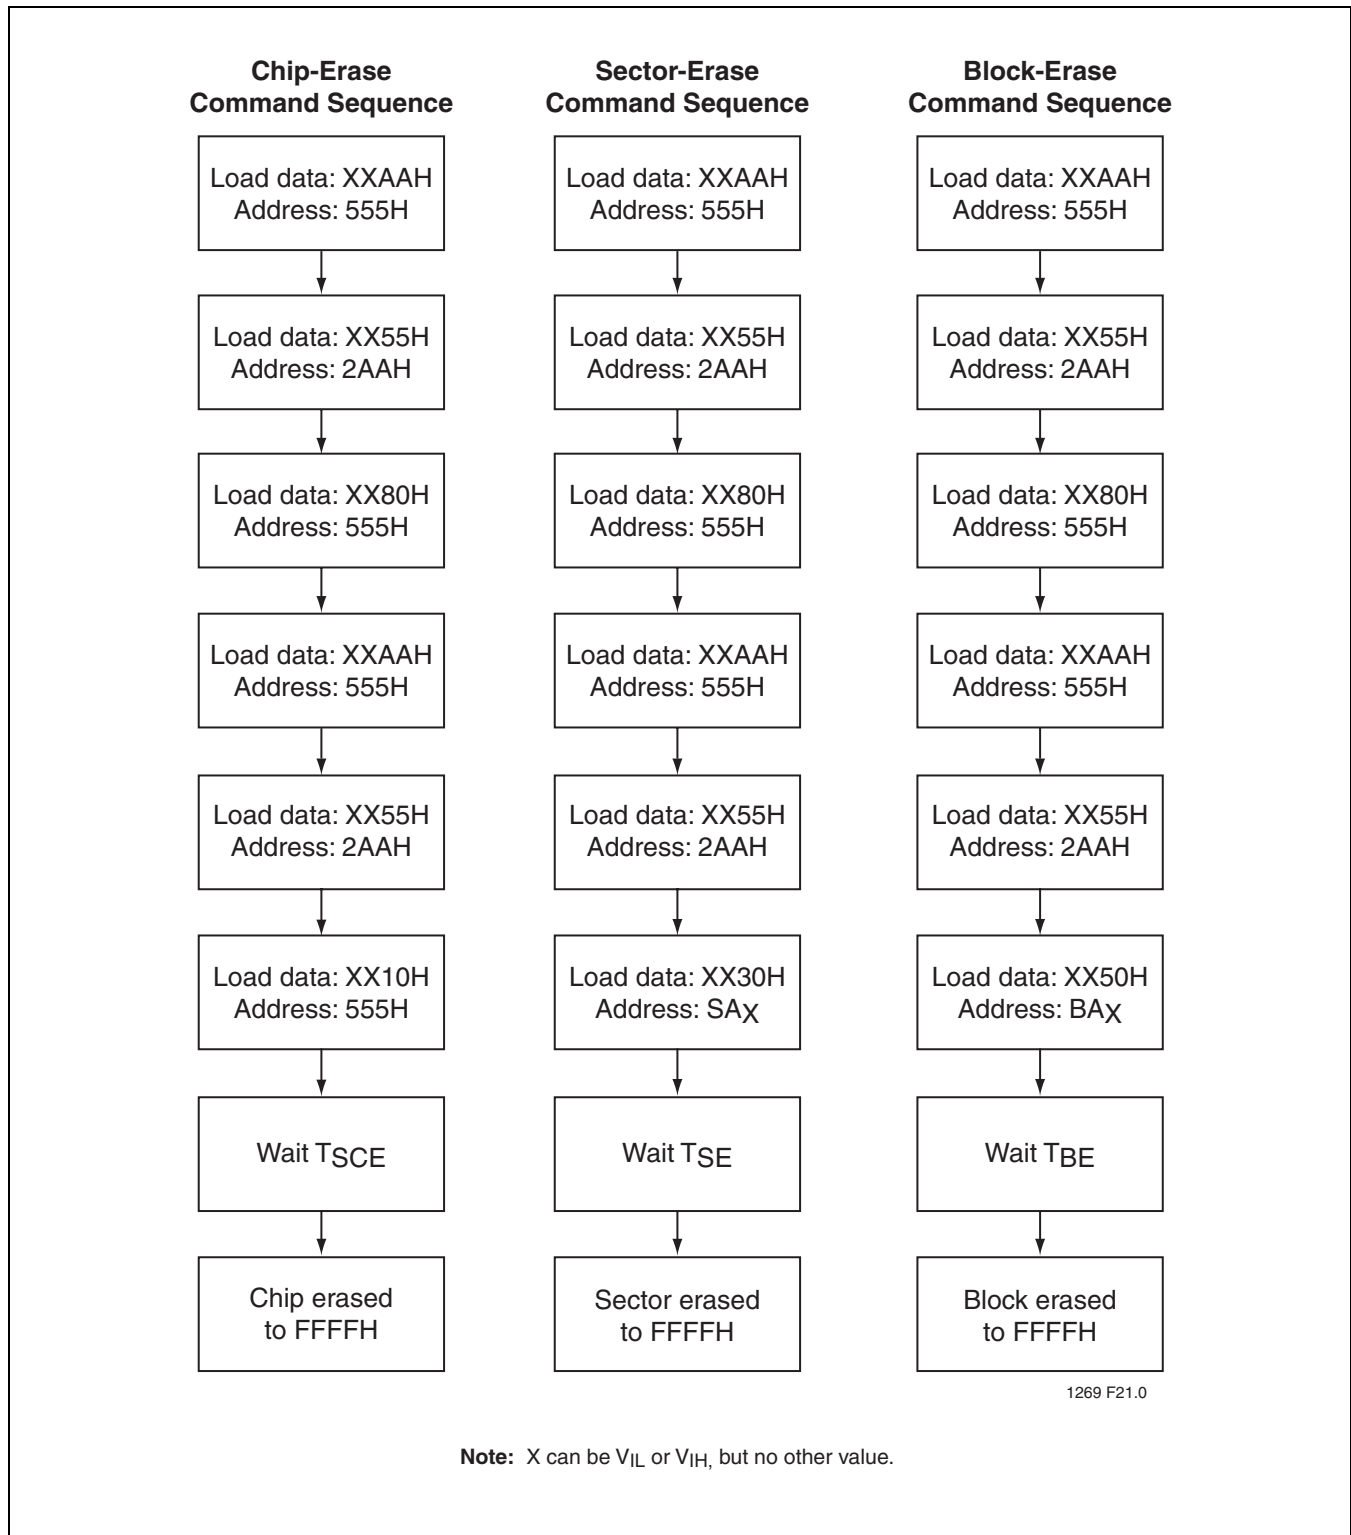 Chip-Erase
Command Sequence
Load data: XXAAH
Address: 555H
Load data: XX55H
Address: 2AAH
Load data: XX80H
Address: 555H
Load data: XXAAH
Address: 555H
Load data: XX55H
Address: 2AAH
Load data: XX10H
Address: 555H
Wait TSCE
Chip erased
to FFFFH
Sector-Erase
Command Sequence
Load data: XXAAH
Address: 555H
Load data: XX55H
Address: 2AAH
Load data: XX80H
Address: 555H
Load data: XXAAH
Address: 555H
Load data: XX55H
Address: 2AAH
Load data: XX30H
Address: SAX
Wait TSE
Sector erased
to FFFFH
Block-Erase
Command Sequence
Load data: XXAAH
Address: 555H
Load data: XX55H
Address: 2AAH
Load data: XX80H
Address: 555H
Load data: XXAAH
Address: 555H
Load data: XX55H
Address: 2AAH
Load data: XX50H
Address: BAX
Wait TBE
Block erased
to FFFFH
1269 F21.0
Note: X can be VIL or VIH, but no other value.